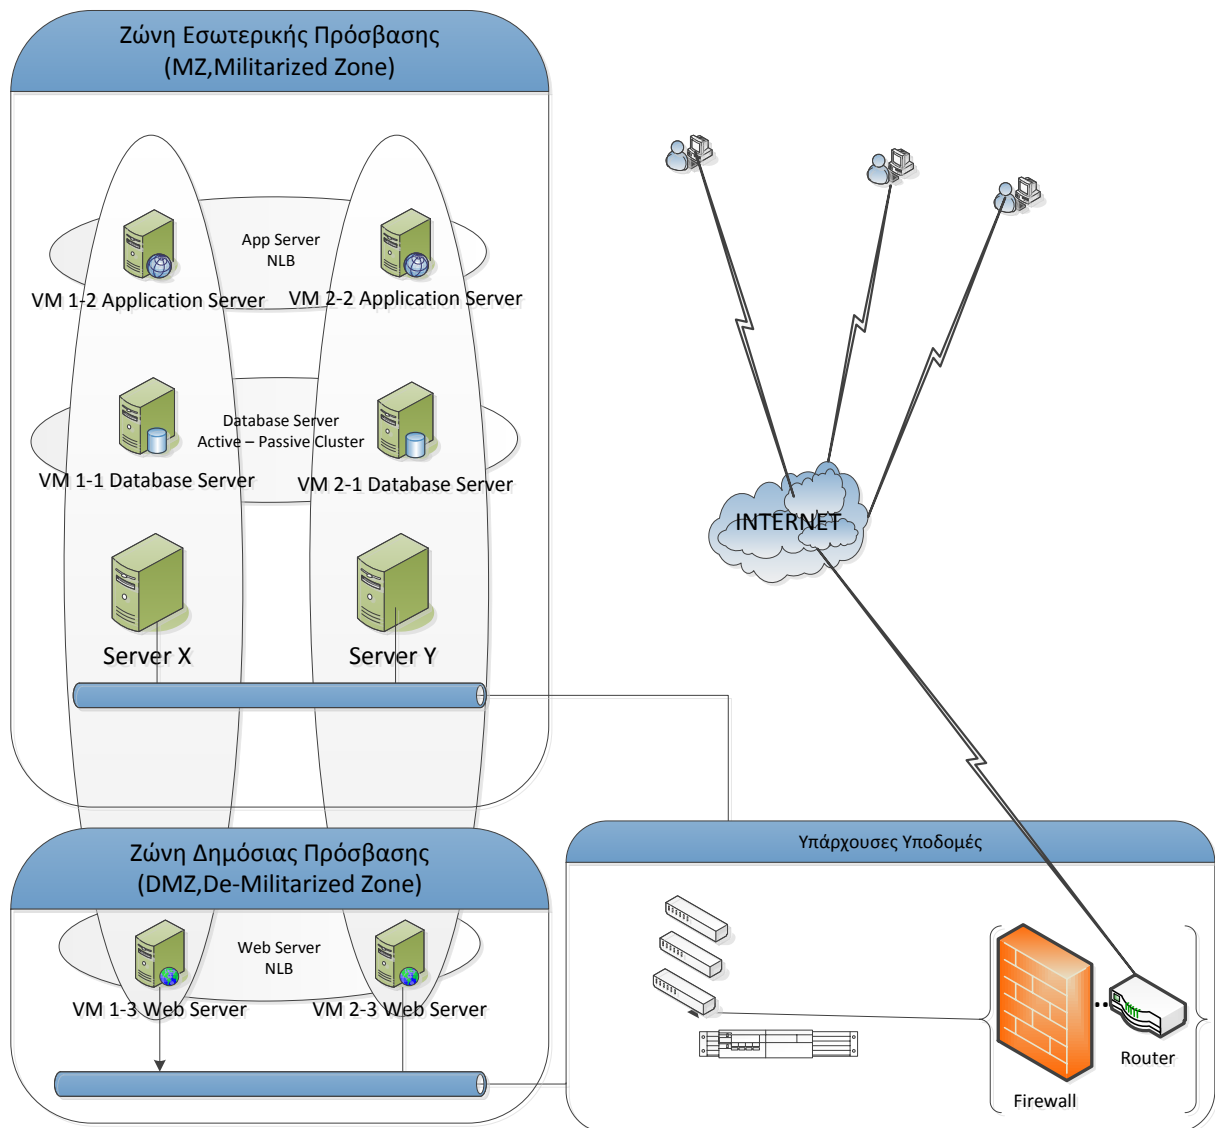 Ζώνη Εσωτερικής Πρόσβασης
(MZ,Militarized Zone)
App Server
NLB
VM 1-2 Application Server
VM 2-2 Application Server
Database Server
Active – Passive Cluster
VM 1-1 Database Server
VM 2-1 Database Server
Server X
Server Y
INTERNET
Ζώνη Δημόσιας Πρόσβασης
(DMZ,De-Militarized Zone)
Web Server
NLB
VM 1-3 Web Server
VM 2-3 Web Server
Υπάρχουσες Υποδομές
Router
Firewall